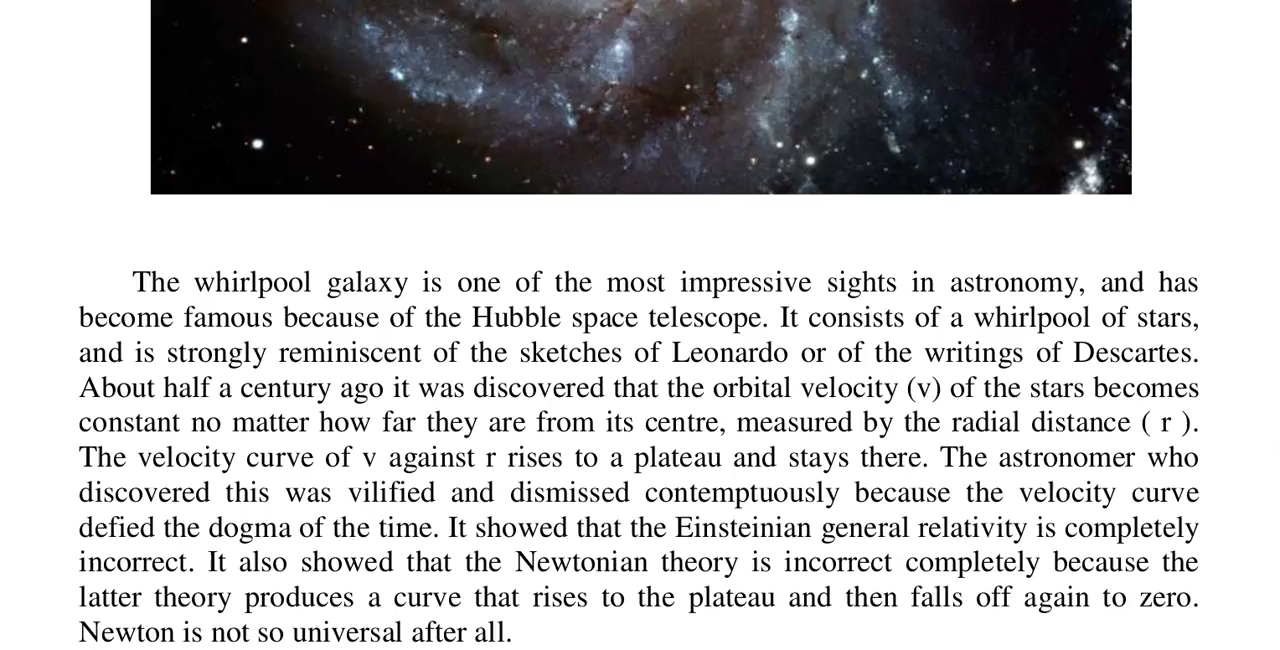 The whirlpool galaxy is one of the most impressive sights in astronomy, and has
become famous because of the Hubble space telescope. It consists of a whirlpool of stars,
and is strongly reminiscent of the sketches of Leonardo or of the writings of Descartes.
About half a century ago it was discovered that the orbital velocity (v) of the stars becomes
constant no matter how far they are from its centre, measured by the radial distance ( r ).
The velocity curve of v against r rises to a plateau and stays there. The astronomer who
discovered this was vilified and dismissed contemptuously because the velocity curve
defied the dogma of the time. It showed that the Einsteinian general relativity is completely
incorrect. It also showed that the Newtonian theory is incorrect completely because the
latter theory produces a curve that rises to the plateau and then falls off again to zero.
Newton is not so universal after all.